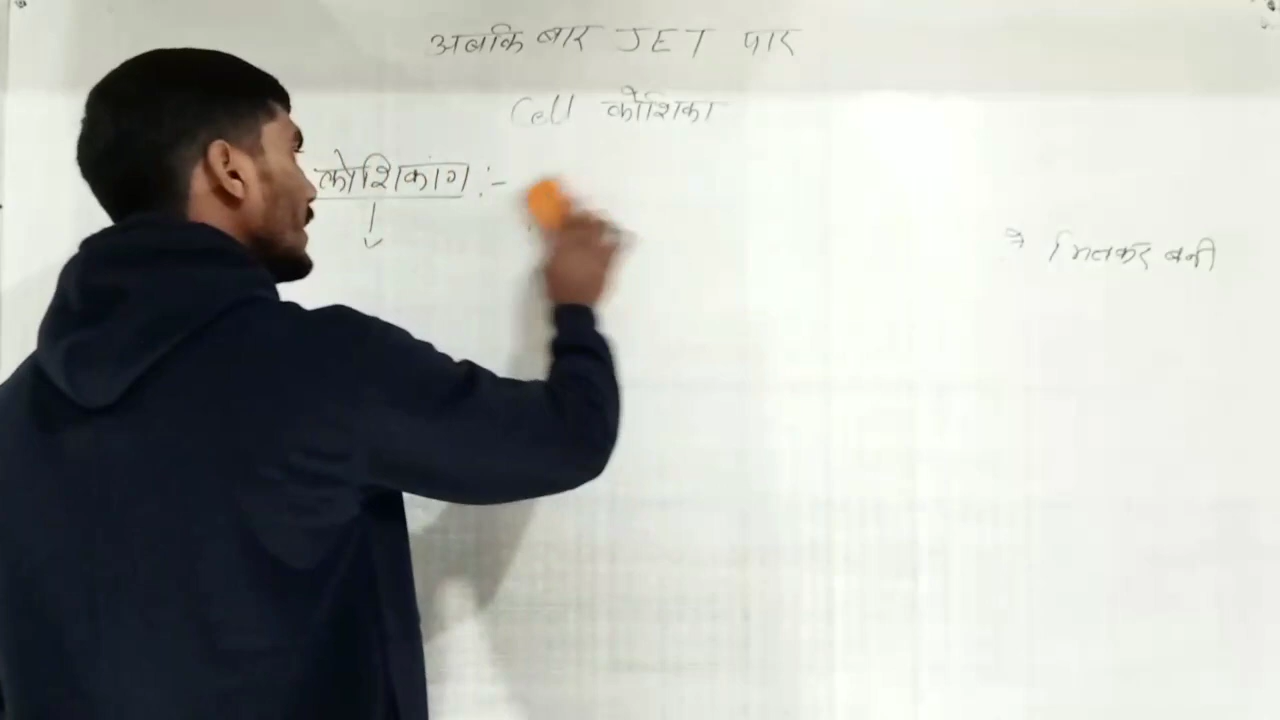 अबकि बार JET पार
Cell कोशिका
कोशिकांग :-
मिलकर बनी